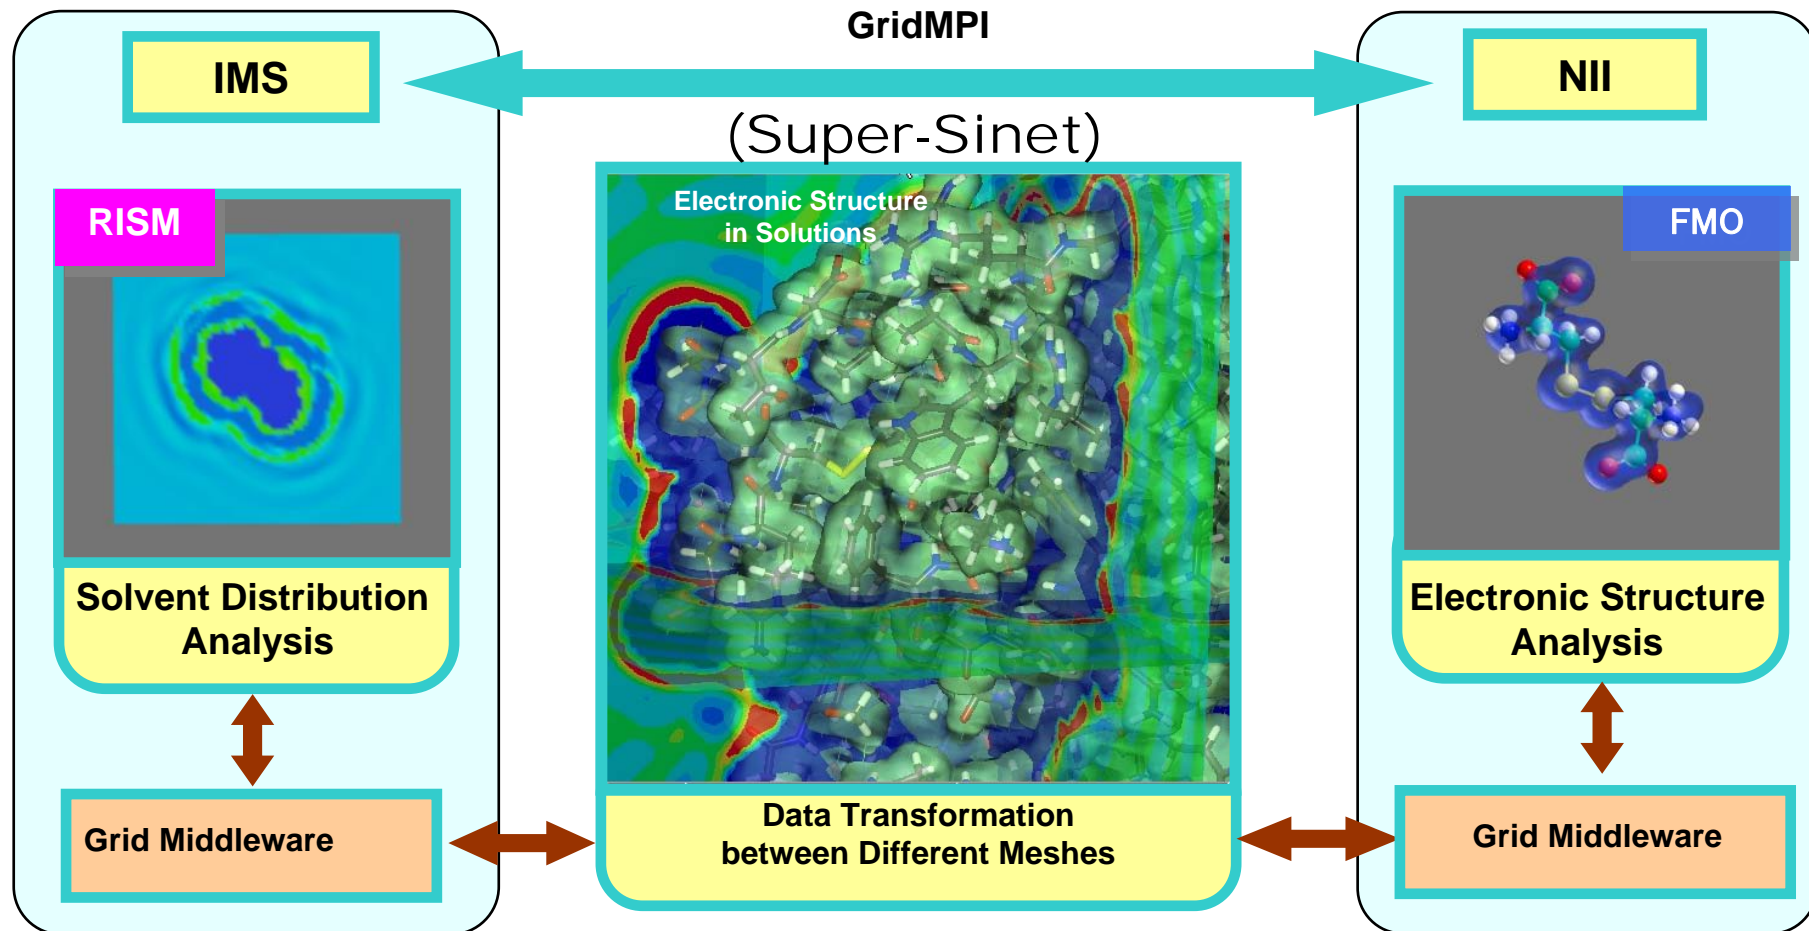 GridMPI
IMS
NII
(Super-Sinet)
RISM
Electronic Structure
in Solutions
FMO
Solvent Distribution
Analysis
Electronic Structure
Analysis
Grid Middleware
Data Transformation
between Different Meshes
Grid Middleware